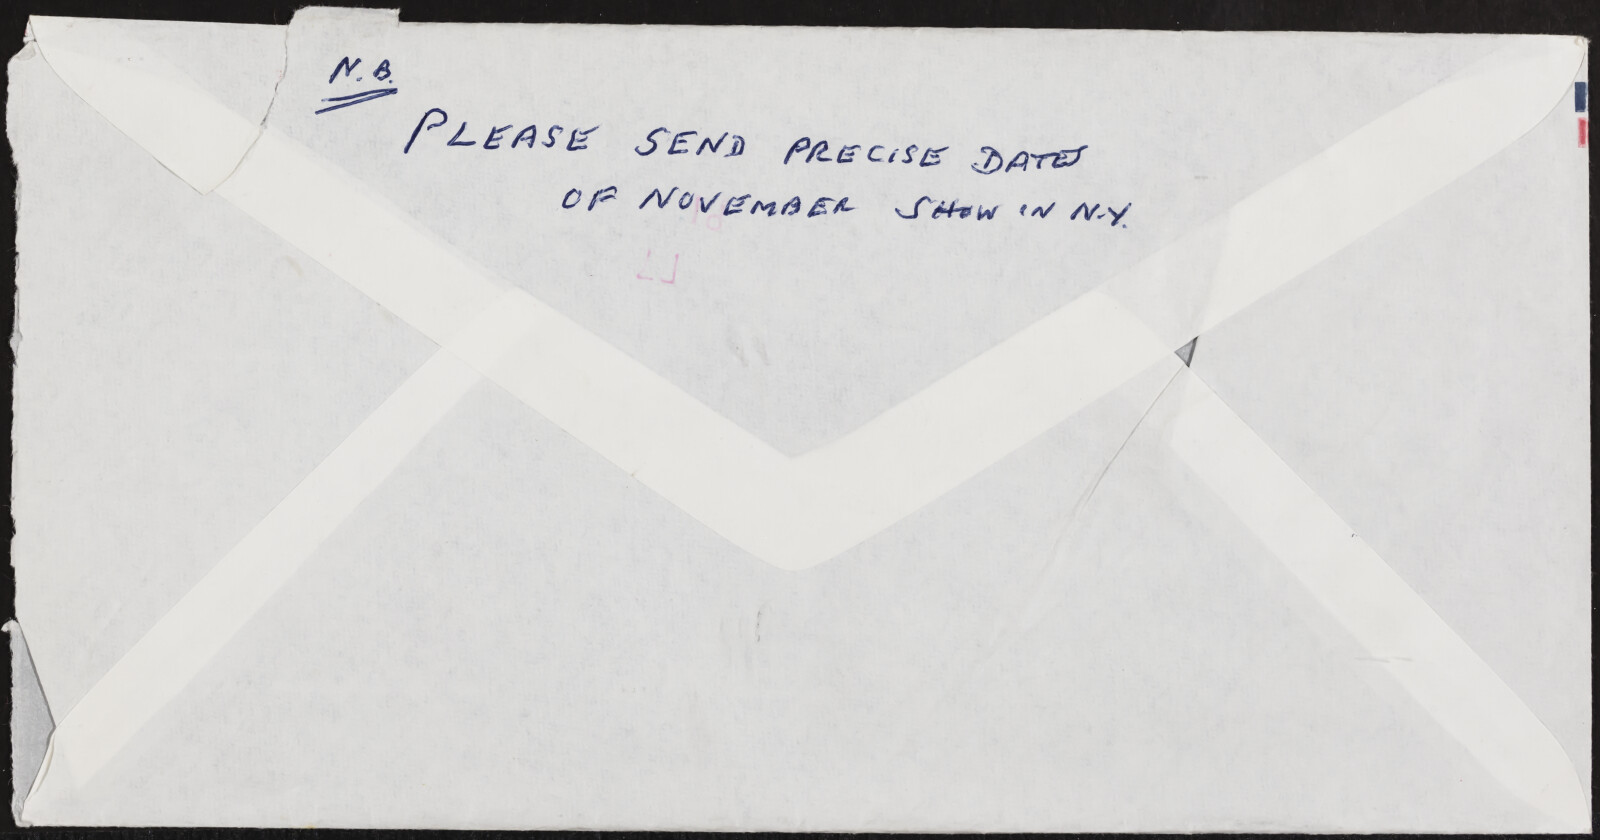 N.B.
PLEASE SEND PRECISE DATES
OF NOVEMBER SHOW IN N.Y.